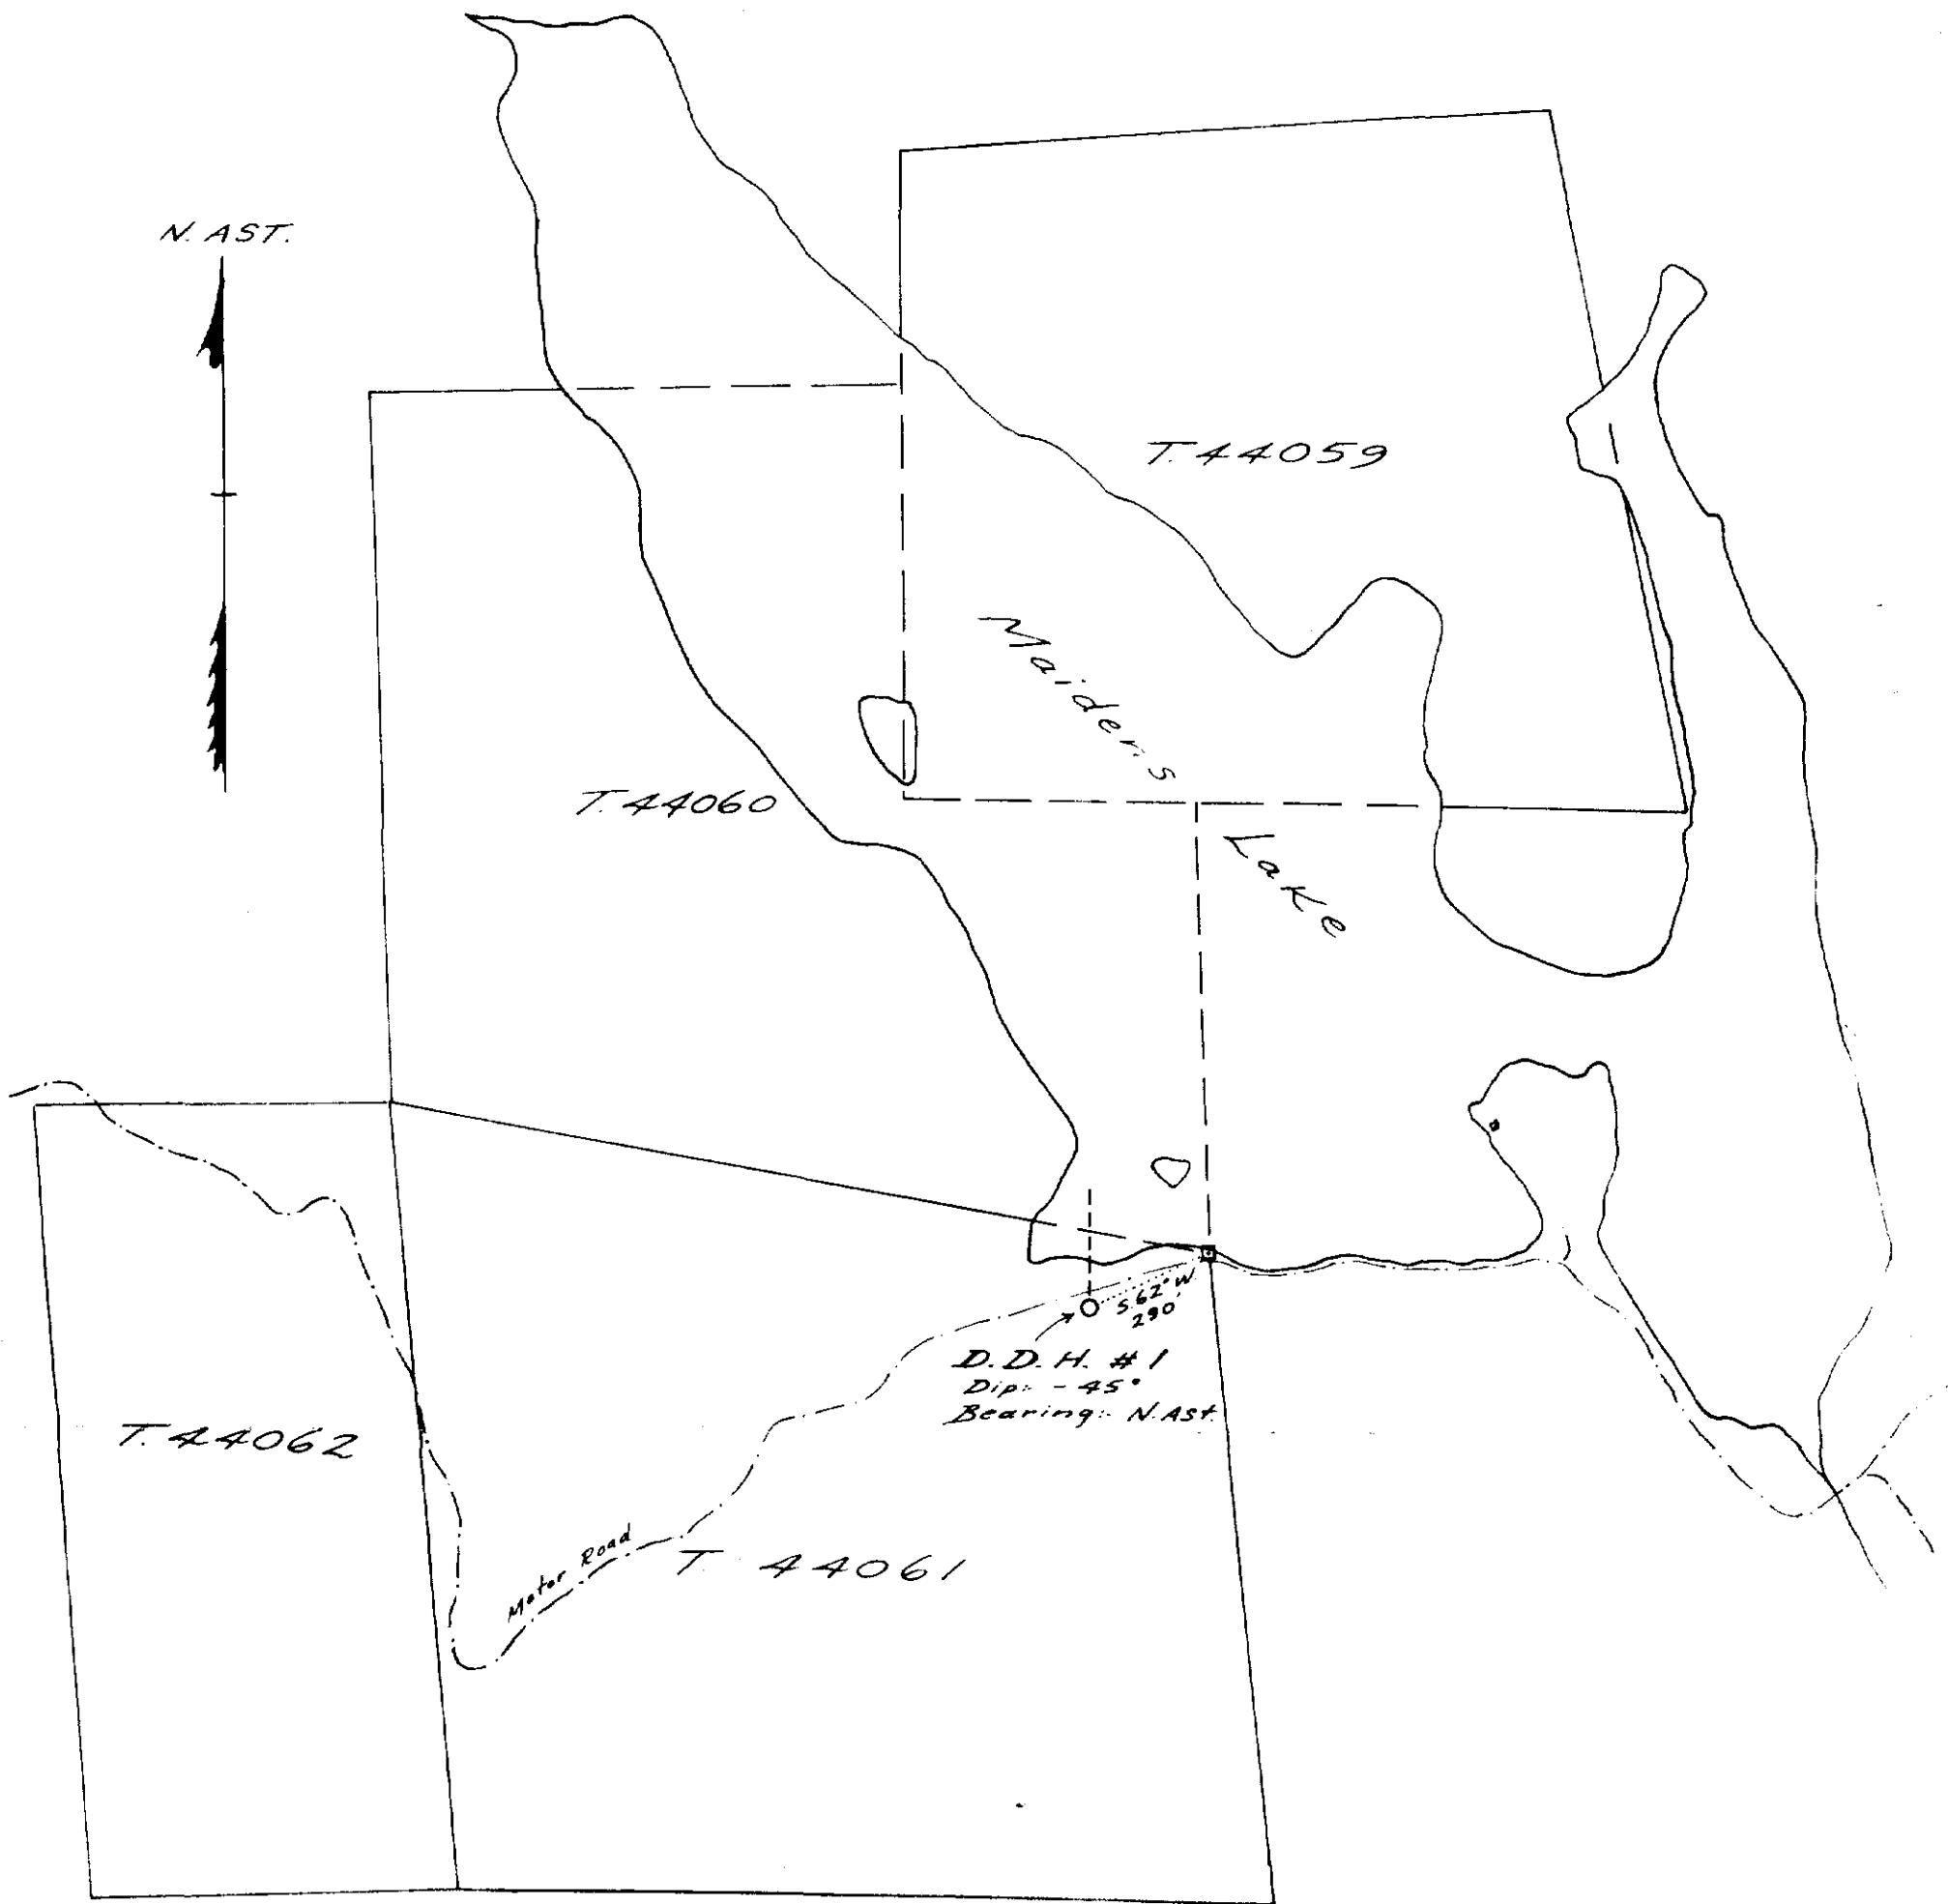 N. AST.
T. 44059
Maiden's
Lake
T. 44060
S. 62° W
290'
D. D. H. # 1
Dip: - 45°
Bearing: N. Ast.
T. 44062
Motor Road
T. 44061